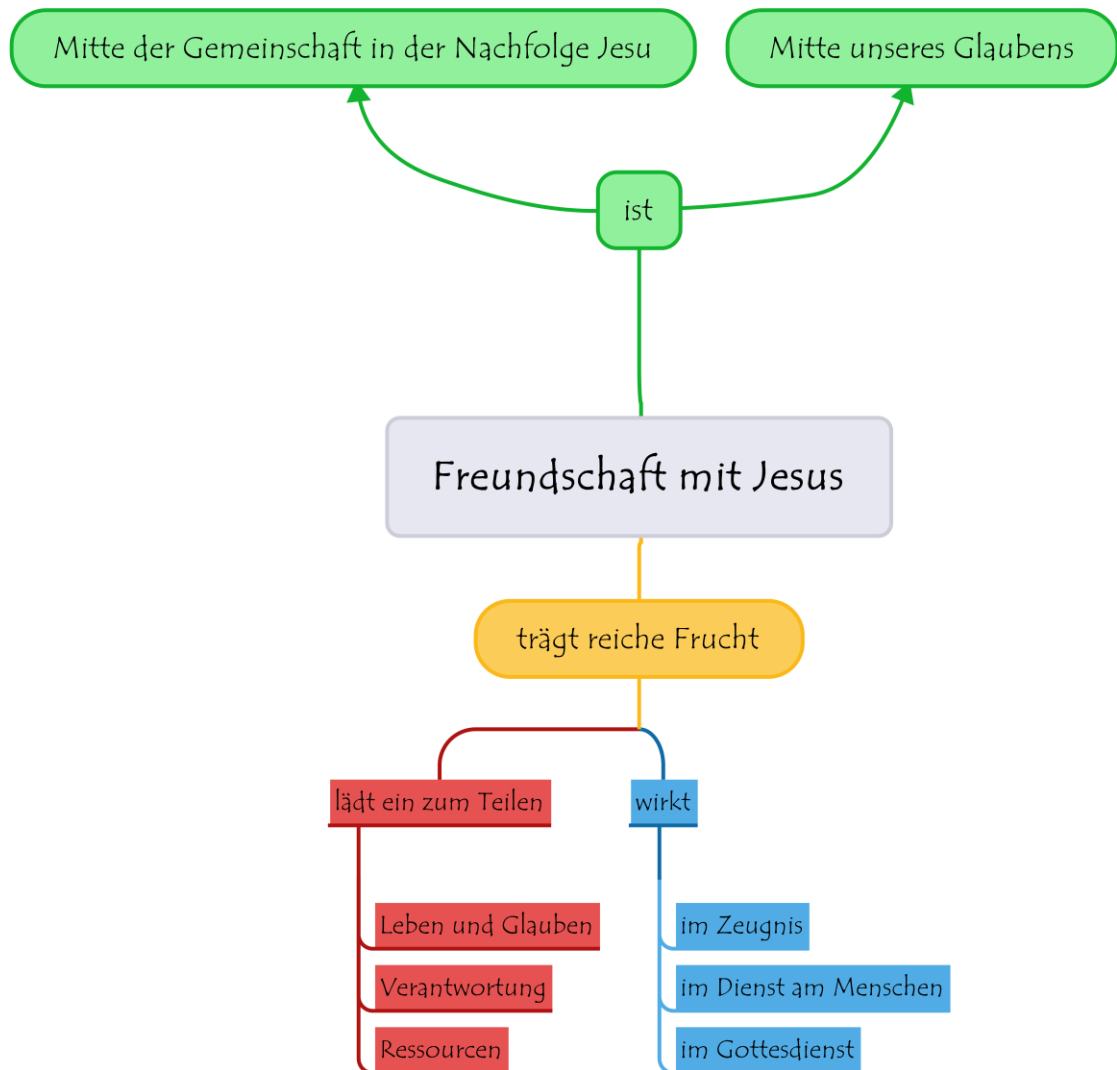 Mitte der Gemeinschaft in der Nachfolge Jesu
Mitte unseres Glaubens
ist
Freundschaft mit Jesus
trägt reiche Frucht
lädt ein zum Teilen
wirkt
Leben und Glauben
im Zeugnis
Verantwortung
im Dienst am Menschen
Ressourcen
im Gottesdienst